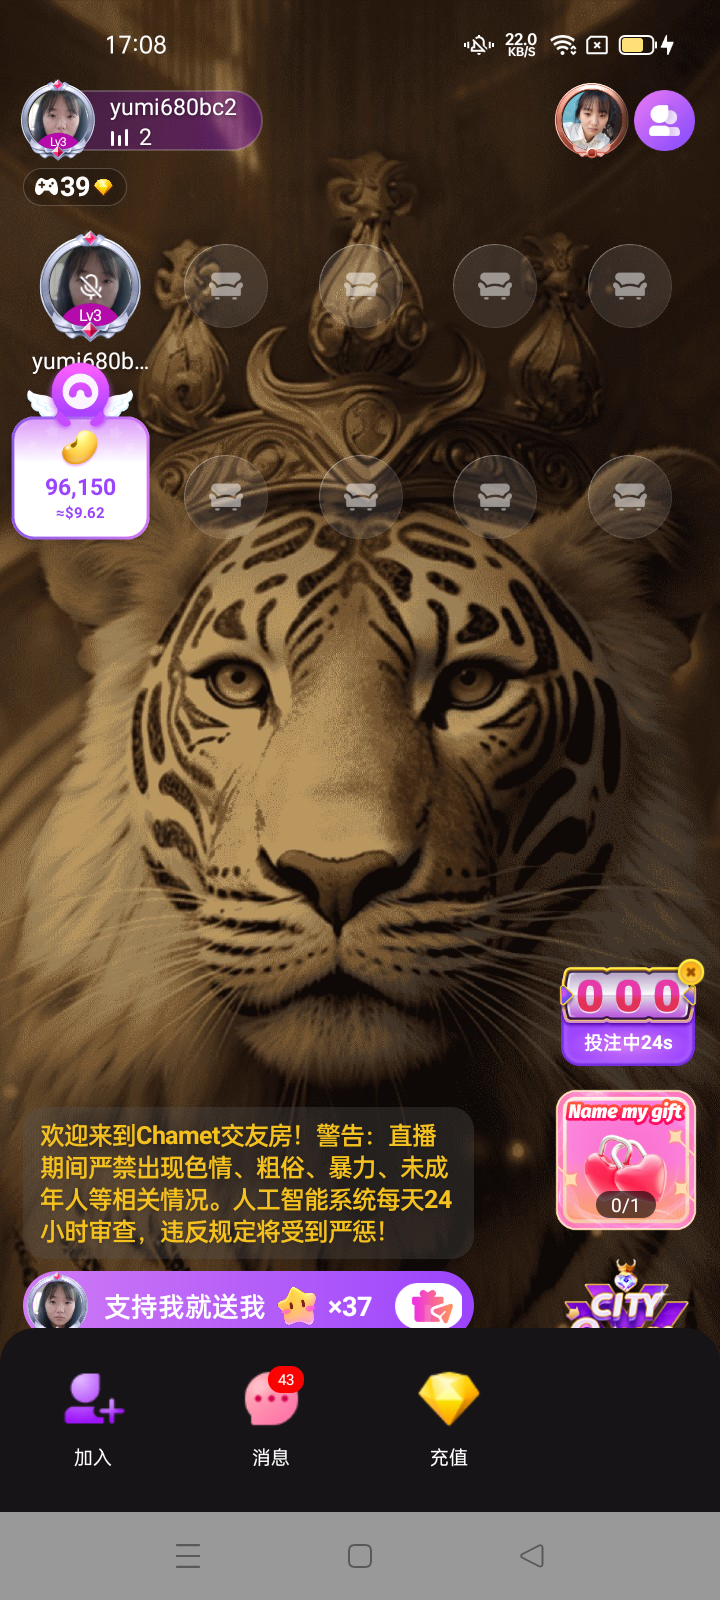 17:08
22.0
KB/S
yumi680bc2
Lv3
2
39
Lv3
yumi680b...
96,150
≈$9.62
000
投注中24s
Name my gift
0/1
欢迎来到Chamet交友房！警告：直播
期间严禁出现色情、粗俗、暴力、未成
年人等相关情况。人工智能系统每天24
小时审查，违反规定将受到严惩！
支持我就送我 ×37
CITY
43
加入
消息
充值